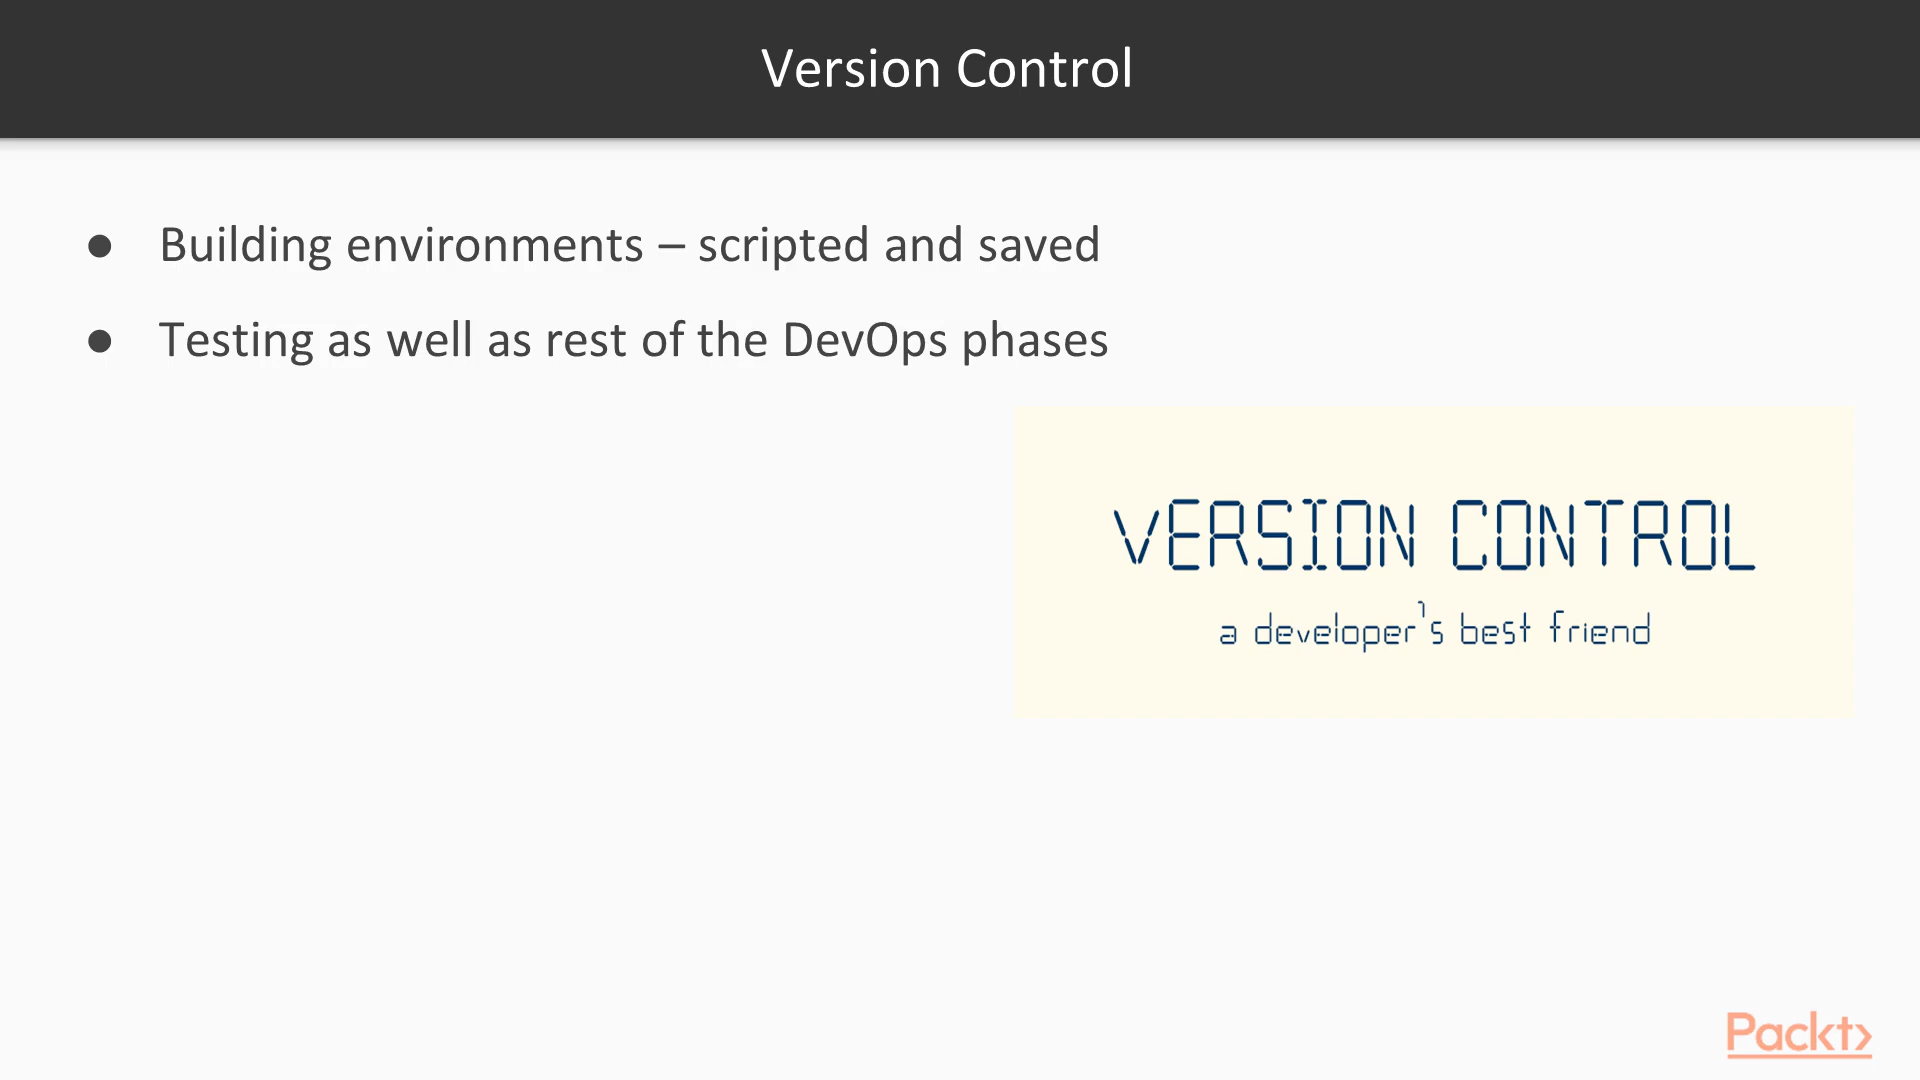 Version Control
● Building environments – scripted and saved
● Testing as well as rest of the DevOps phases
VERSION CONTROL
a developer's best friend
Packt>